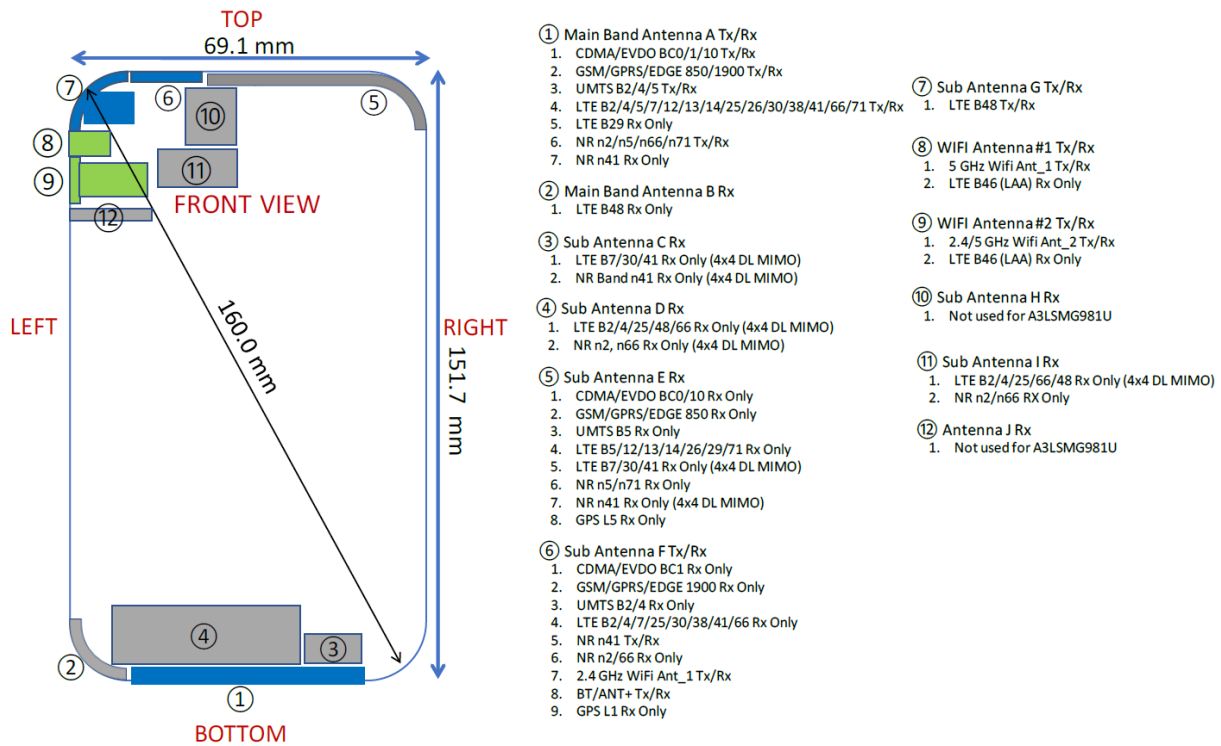 TOP
69.1 mm
⑦
⑥
⑤
⑩
⑧
⑪
⑨
FRONT VIEW
⑫
160.0 mm
LEFT
RIGHT
151.7 mm
④
③
②
①
BOTTOM
① Main Band Antenna A Tx/Rx
1. CDMA/EVDO BC0/1/10 Tx/Rx
2. GSM/GPRS/EDGE 850/1900 Tx/Rx
3. UMTS B2/4/5 Tx/Rx
4. LTE B2/4/5/7/12/13/14/25/26/30/38/41/66/71 Tx/Rx
5. LTE B29 Rx Only
6. NR n2/n5/n66/n71 Tx/Rx
7. NR n41 Rx Only
② Main Band Antenna B Rx
1. LTE B48 Rx Only
③ Sub Antenna C Rx
1. LTE B7/30/41 Rx Only (4x4 DL MIMO)
2. NR Band n41 Rx Only (4x4 DL MIMO)
④ Sub Antenna D Rx
1. LTE B2/4/25/48/66 Rx Only (4x4 DL MIMO)
2. NR n2, n66 Rx Only (4x4 DL MIMO)
⑤ Sub Antenna E Rx
1. CDMA/EVDO BC0/10 Rx Only
2. GSM/GPRS/EDGE 850 Rx Only
3. UMTS B5 Rx Only
4. LTE B5/12/13/14/26/29/71 Rx Only
5. LTE B7/30/41 Rx Only (4x4 DL MIMO)
6. NR n5/n71 Rx Only
7. NR n41 Rx Only (4x4 DL MIMO)
8. GPS L5 Rx Only
⑥ Sub Antenna F Tx/Rx
1. CDMA/EVDO BC1 Rx Only
2. GSM/GPRS/EDGE 1900 Rx Only
3. UMTS B2/4 Rx Only
4. LTE B2/4/7/25/30/38/41/66 Rx Only
5. NR n41 Tx/Rx
6. NR n2/66 Rx Only
7. 2.4 GHz WiFi Ant_1 Tx/Rx
8. BT/ANT+ Tx/Rx
9. GPS L1 Rx Only
⑦ Sub Antenna G Tx/Rx
1. LTE B48 Tx/Rx
⑧ WIFI Antenna #1 Tx/Rx
1. 5 GHz Wifi Ant_1 Tx/Rx
2. LTE B46 (LAA) Rx Only
⑨ WIFI Antenna #2 Tx/Rx
1. 2.4/5 GHz Wifi Ant_2 Tx/Rx
2. LTE B46 (LAA) Rx Only
⑩ Sub Antenna H Rx
1. Not used for A3LSMG981U
⑪ Sub Antenna I Rx
1. LTE B2/4/25/66/48 Rx Only (4x4 DL MIMO)
2. NR n2/n66 RX Only
⑫ Antenna J Rx
1. Not used for A3LSMG981U